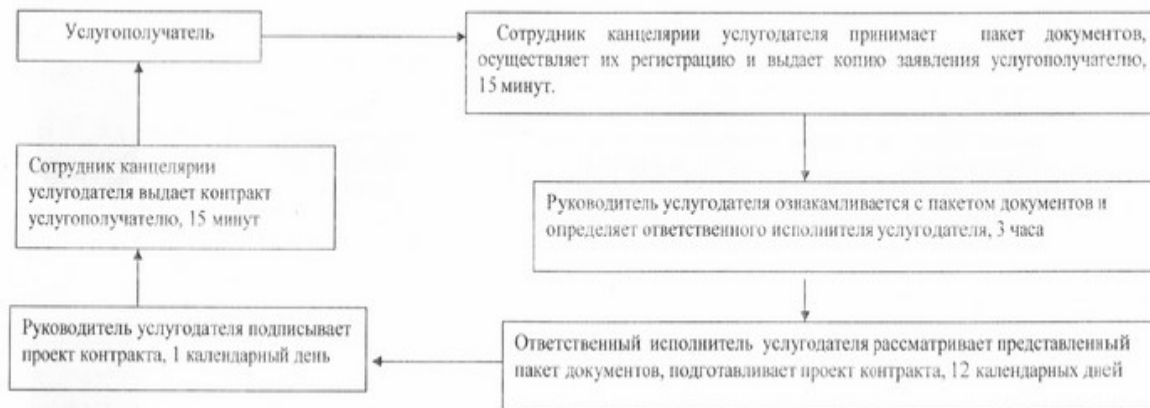 Услугополучатель
Сотрудник канцелярии услугодателя принимает пакет документов,
осуществляет их регистрацию и выдает копию заявления услугополучателю,
15 минут.
Руководитель услугодателя ознакамливается с пакетом документов и
определяет ответственного исполнителя услугодателя, 3 часа
Ответственный исполнитель услугодателя рассматривает представленный
пакет документов, подготавливает проект контракта, 12 календарных дней
Руководитель услугодателя подписывает
проект контракта, 1 календарный день
Сотрудник канцелярии
услугодателя выдает контракт
услугополучателю, 15 минут